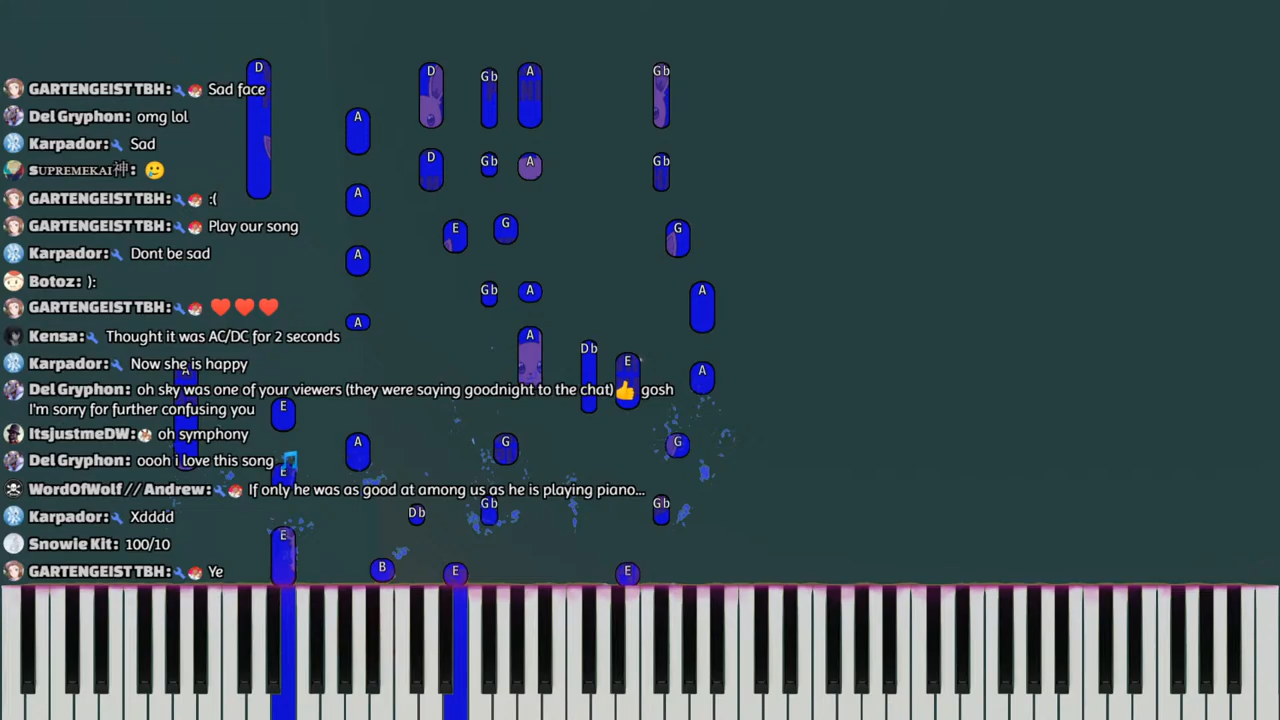 D
D
Gb
A
Gb
GARTENGEIST TBH: Sad face
Del Gryphon: omg lol
A
Karpador: Sad
D
Gb
A
Gb
SUPREMEKAI神: 🥲
A
GARTENGEIST TBH: :(
GARTENGEIST TBH: Play our song
E
G
G
Karpador: Dont be sad
A
Botoz: ):
Gb
A
A
GARTENGEIST TBH: ❤️ ❤️ ❤️
A
Kensa: Thought it was AC/DC for 2 seconds
A
Db
E
Karpador: Now she is happy
A
A
Del Gryphon: oh sky was one of your viewers (they were saying goodnight to the chat)👍 gosh
I'm sorry for further confusing you
E
ItsjustmeDW: oh symphony
A
G
G
Del Gryphon: oooh i love this song 🎵
E
WordOfWolf // Andrew: If only he was as good at among us as he is playing piano...
Db
Gb
Gb
Karpador: Xdddd
E
Snowie Kit: 100/10
GARTENGEIST TBH: Ye
B
E
E